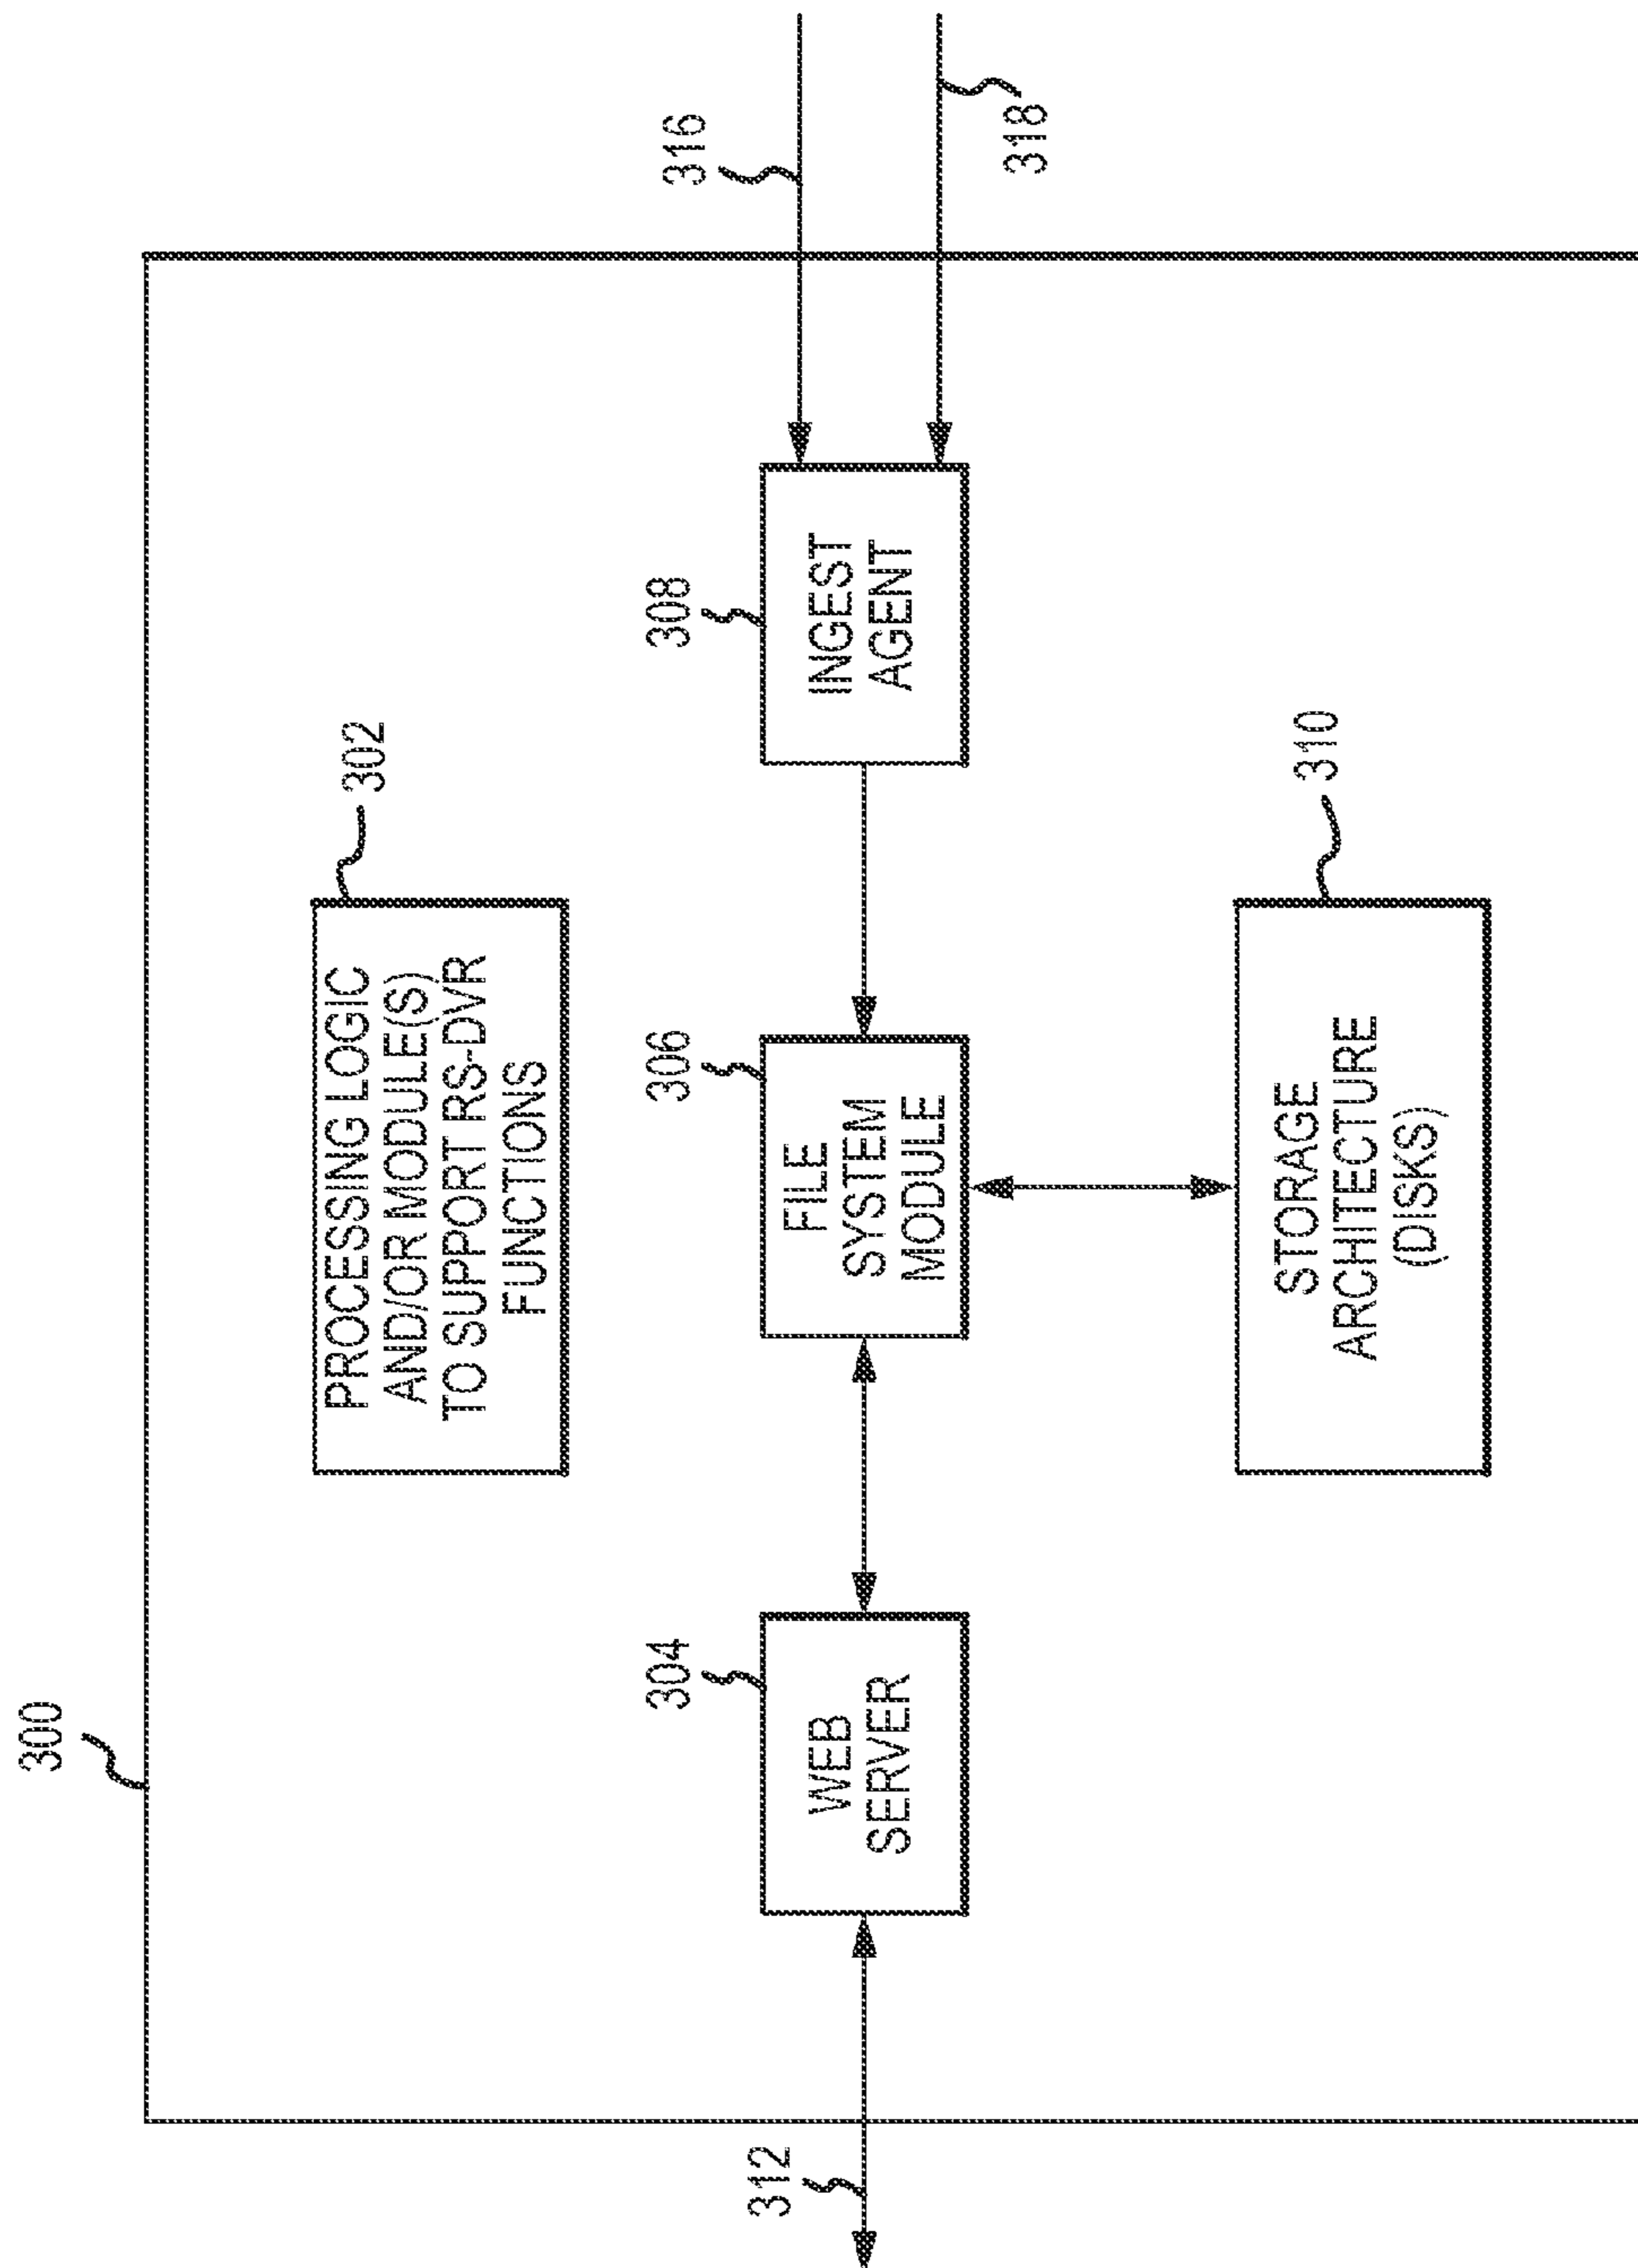 300
316
318
302
PROCESSING LOGIC
AND/OR MODULE(S)
TO SUPPORT RS-DVR
FUNCTIONS
304
WEB
SERVER
306
FILE
SYSTEM
MODULE
308
INGEST
AGENT
312
310
STORAGE
ARCHITECTURE
(DISKS)